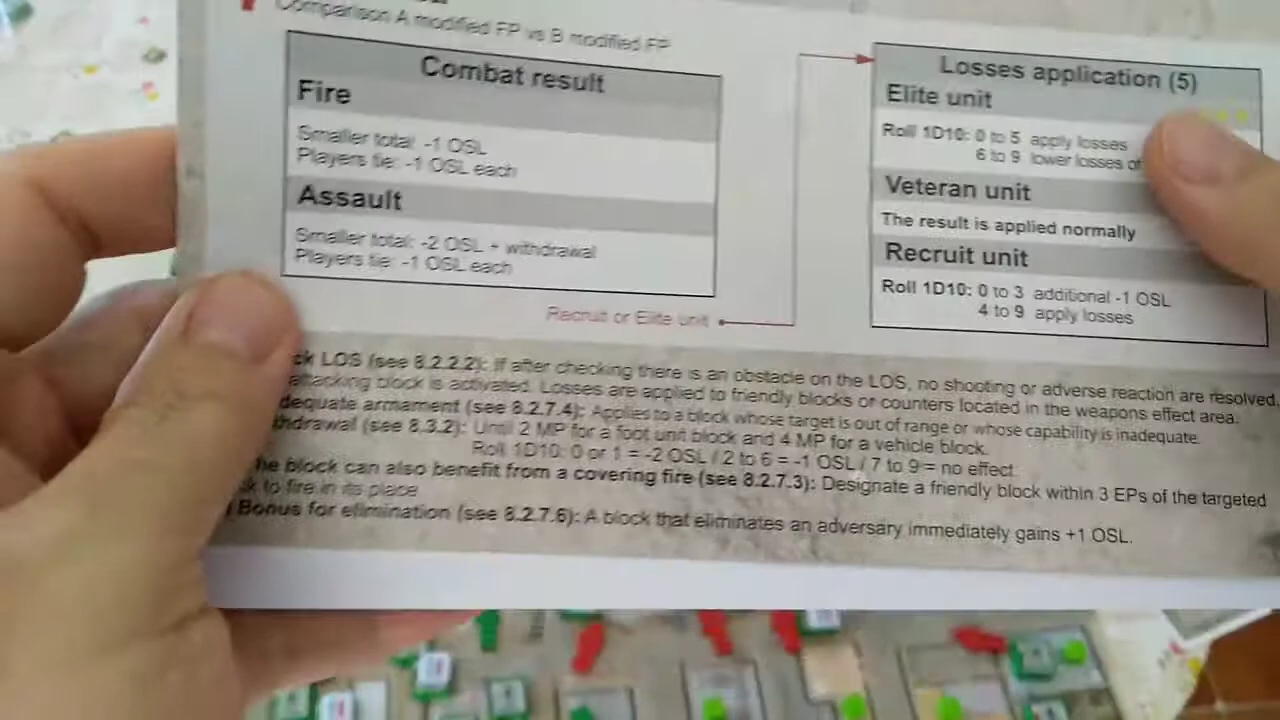 Comparison A modified FP vs B modified FP
Combat result
Fire
Smaller total: -1 OSL
Players tie: -1 OSL each
Assault
Smaller total: -2 OSL + withdrawal
Players tie: -1 OSL each
Recruit or Elite unit
Losses application (5)
Elite unit
Roll 1D10: 0 to 5 apply losses
6 to 9 lower losses of
Veteran unit
The result is applied normally
Recruit unit
Roll 1D10: 0 to 3 additional -1 OSL
4 to 9 apply losses
ck LOS (see 8.2.2.2): If after checking there is an obstacle on the LOS, no shooting or adverse reaction are resolved.
attacking block is activated. Losses are applied to friendly blocks or counters located in the weapons effect area.
dequate armament (see 8.2.7.4): Applies to a block whose target is out of range or whose capability is inadequate.
hdrawal (see 8.3.2): Until 2 MP for a foot unit block and 4 MP for a vehicle block.
Roll 1D10: 0 or 1 = -2 OSL / 2 to 6 = -1 OSL / 7 to 9 = no effect.
he block can also benefit from a covering fire (see 8.2.7.3): Designate a friendly block within 3 EPs of the targeted
k to fire in its place
Bonus for elimination (see 8.2.7.6): A block that eliminates an adversary immediately gains +1 OSL.